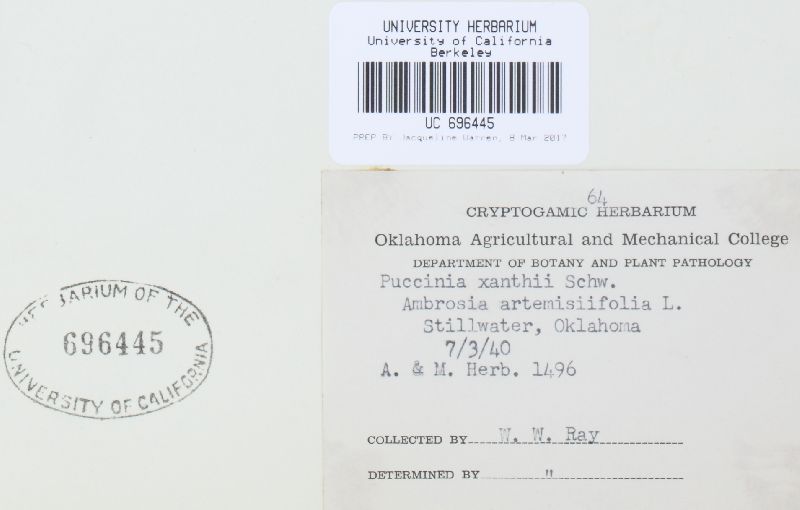 UNIVERSITY HERBARIUM
University of California
Berkeley
UC 696445
PREP BY Jacqueline Warren, 8 Mar 2017
64
CRYPTOGAMIC HERBARIUM
Oklahoma Agricultural and Mechanical College
DEPARTMENT OF BOTANY AND PLANT PATHOLOGY
Puccinia xanthii Schw.
Ambrosia artemisiifolia L.
Stillwater, Oklahoma
7/3/40
A. & M. Herb. 1496
COLLECTED BY W. W. Ray
DETERMINED BY "
HERBARIUM OF THE
696445
UNIVERSITY OF CALIFORNIA